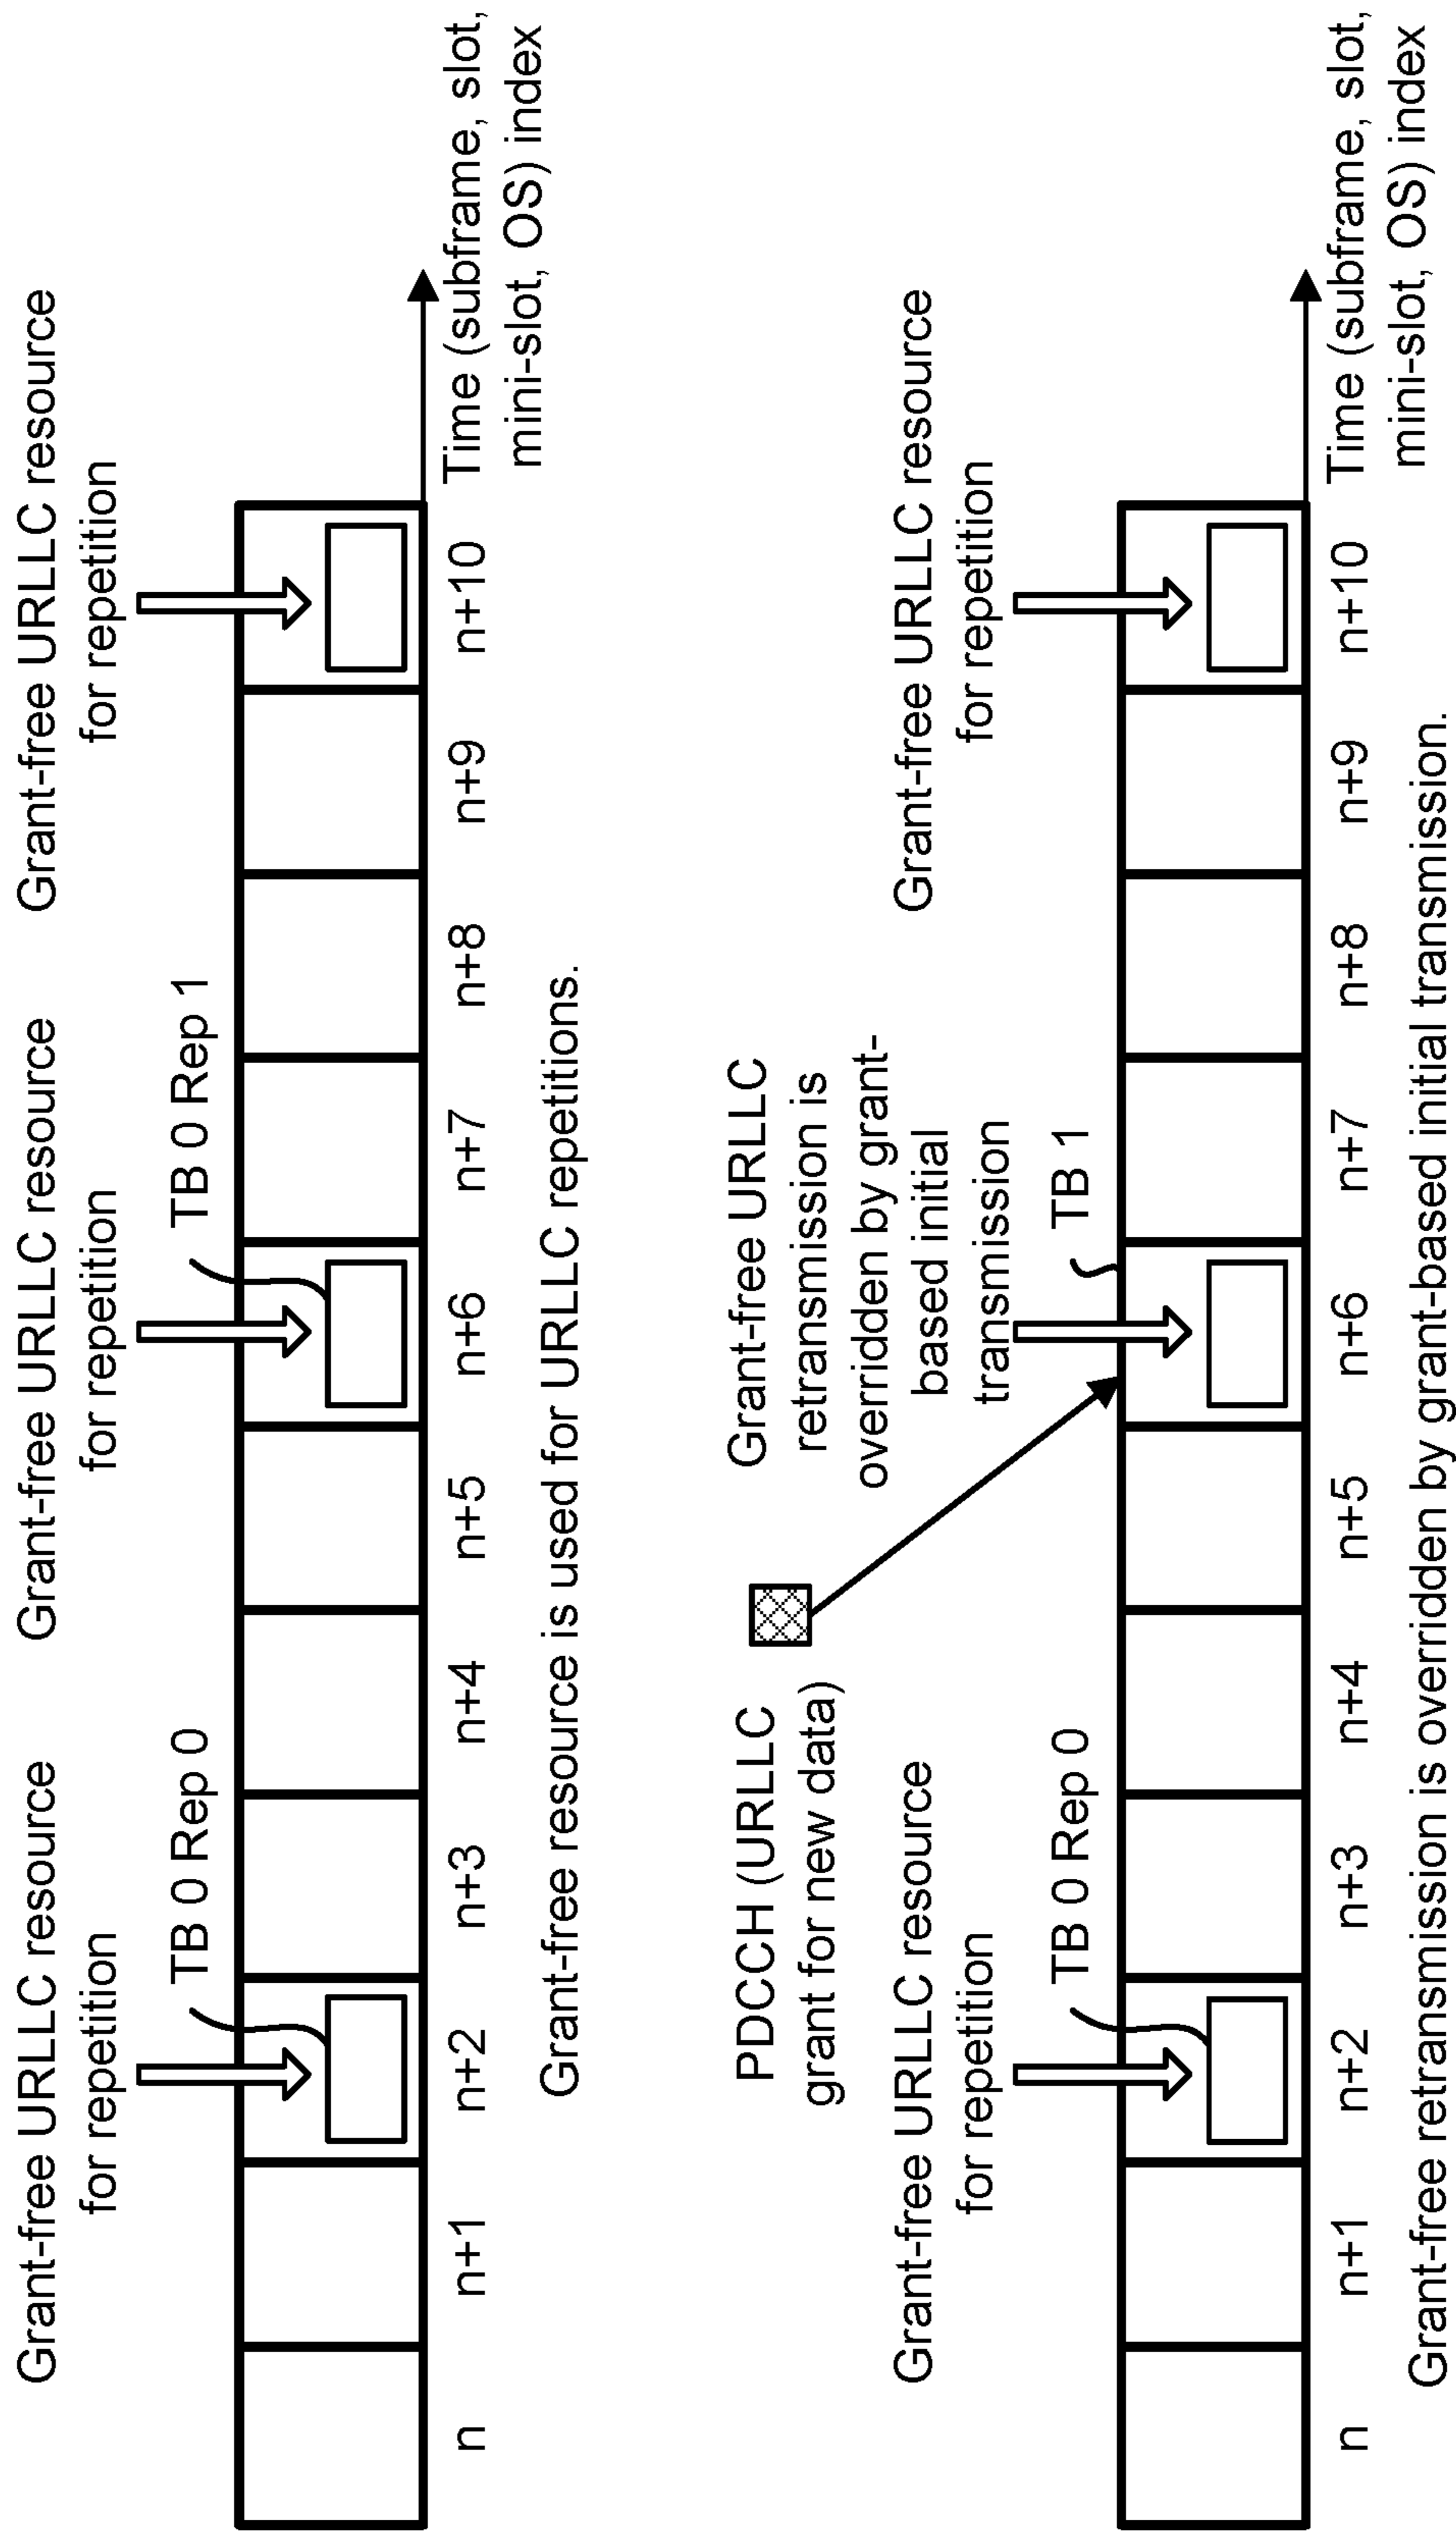 Grant-free URLLC resource
for repetition
Grant-free URLLC resource
for repetition
Grant-free URLLC resource
for repetition
TB 0 Rep 0
TB 0 Rep 1
n
n+1
n+2
n+3
n+4
n+5
n+6
n+7
n+8
n+9
n+10
Time (subframe, slot,
mini-slot, OS) index
Grant-free resource is used for URLLC repetitions.
PDCCH (URLLC
grant for new data)
Grant-free URLLC
retransmission is
overridden by grant-
based initial
transmission
Grant-free URLLC resource
for repetition
Grant-free URLLC resource
for repetition
TB 0 Rep 0
TB 1
n
n+1
n+2
n+3
n+4
n+5
n+6
n+7
n+8
n+9
n+10
Time (subframe, slot,
mini-slot, OS) index
Grant-free retransmission is overridden by grant-based initial transmission.